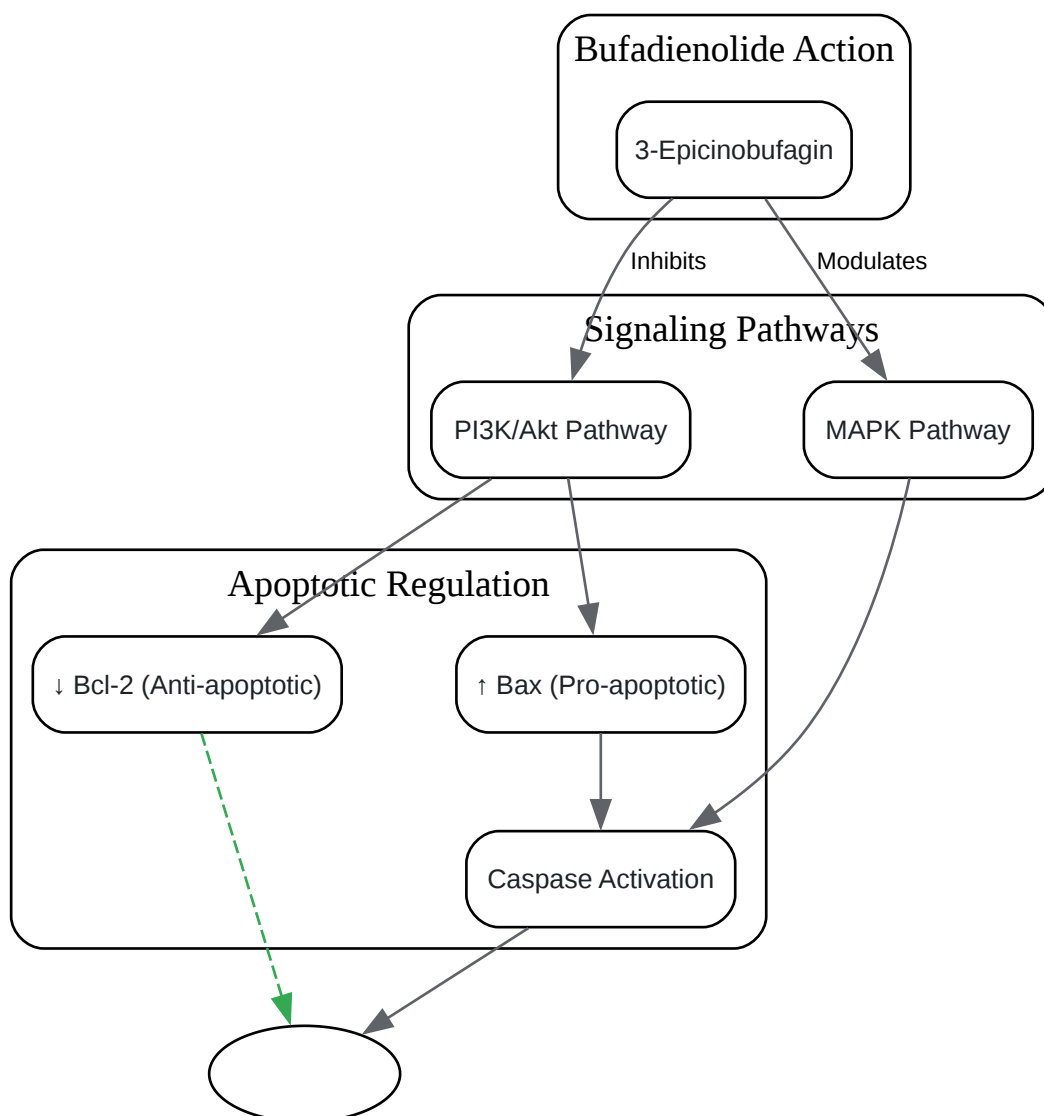 Bufadienolide Action
3-Epicinobufagin
Inhibits
Modulates
Signaling Pathways
PI3K/Akt Pathway
MAPK Pathway
Apoptotic Regulation
↓ Bcl-2 (Anti-apoptotic)
↑ Bax (Pro-apoptotic)
Caspase Activation